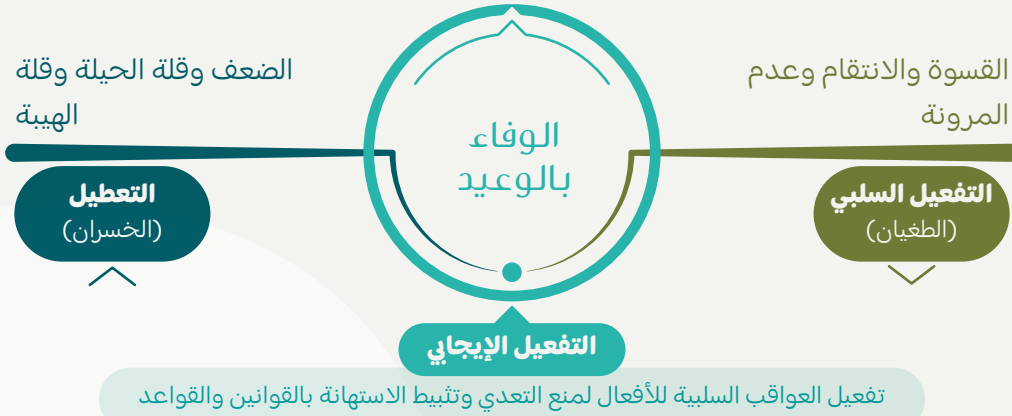 القسوة والانتقام وعدم
المرونة
التفعيل السلبي
(الطغيان)
الوفاء
بالوعيد
الضعف وقلة الحيلة وقلة
الهيبة
التعطيل
(الخسران)
التفعيل الإيجابي
تفعيل العواقب السلبية للأفعال لمنع التعدي وتثبيط الاستهانة بالقوانين والقواعد